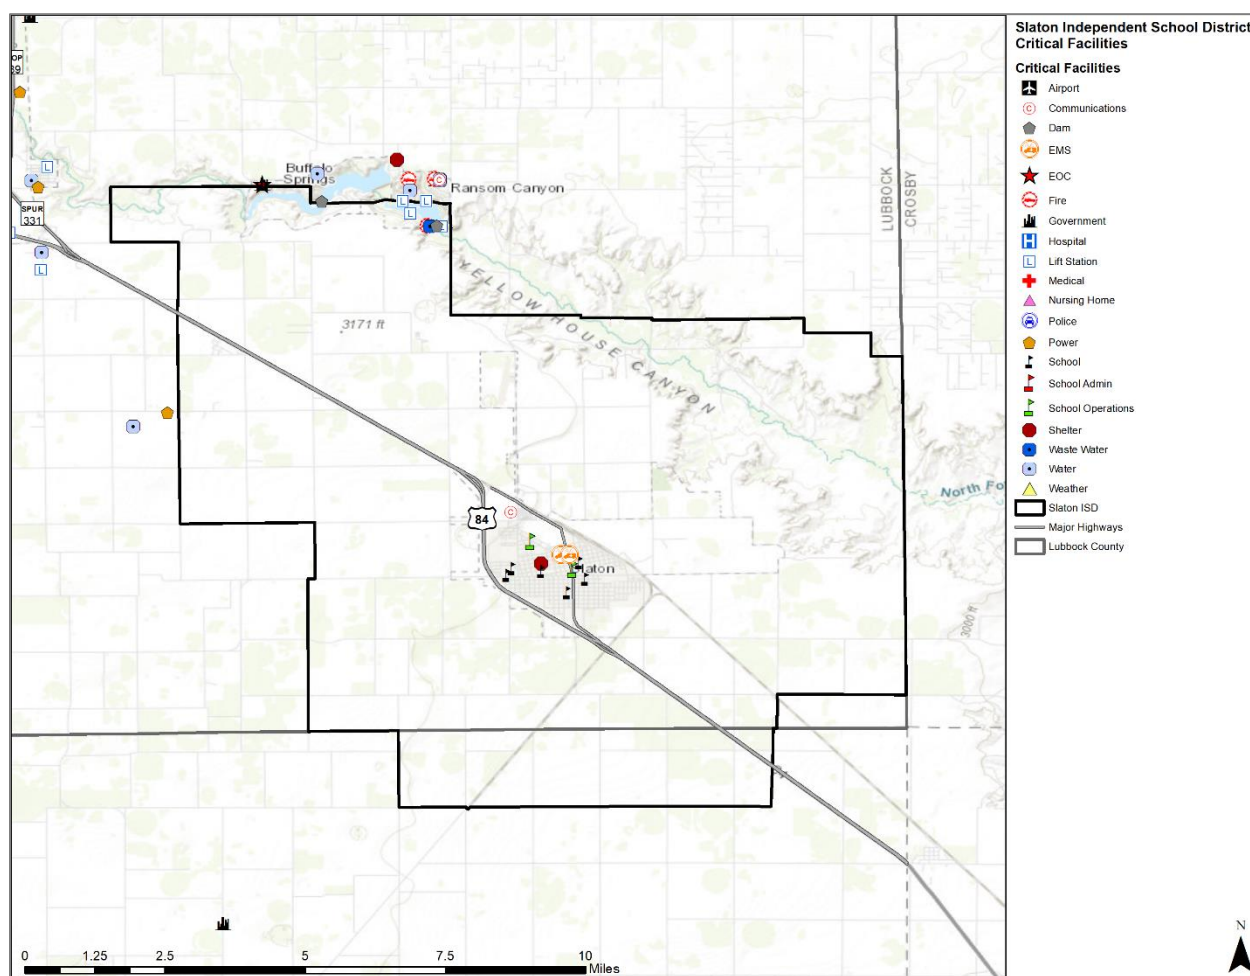 Slaton Independent School District
Critical Facilities
Critical Facilities
Airport
Communications
Dam
EMS
EOC
Fire
Government
Hospital
Lift Station
Medical
Nursing Home
Police
Power
School
School Admin
School Operations
Shelter
Waste Water
Water
Weather
Slaton ISD
Major Highways
Lubbock County
Buffalo
Springs
Ransom Canyon
LUBBOCK
CROSBY
SPUR
331
3171 ft
YELLOW HOUSE CANYON
North Fo
84
3000 ft
0 1.25 2.5 5 7.5 10
Miles
N